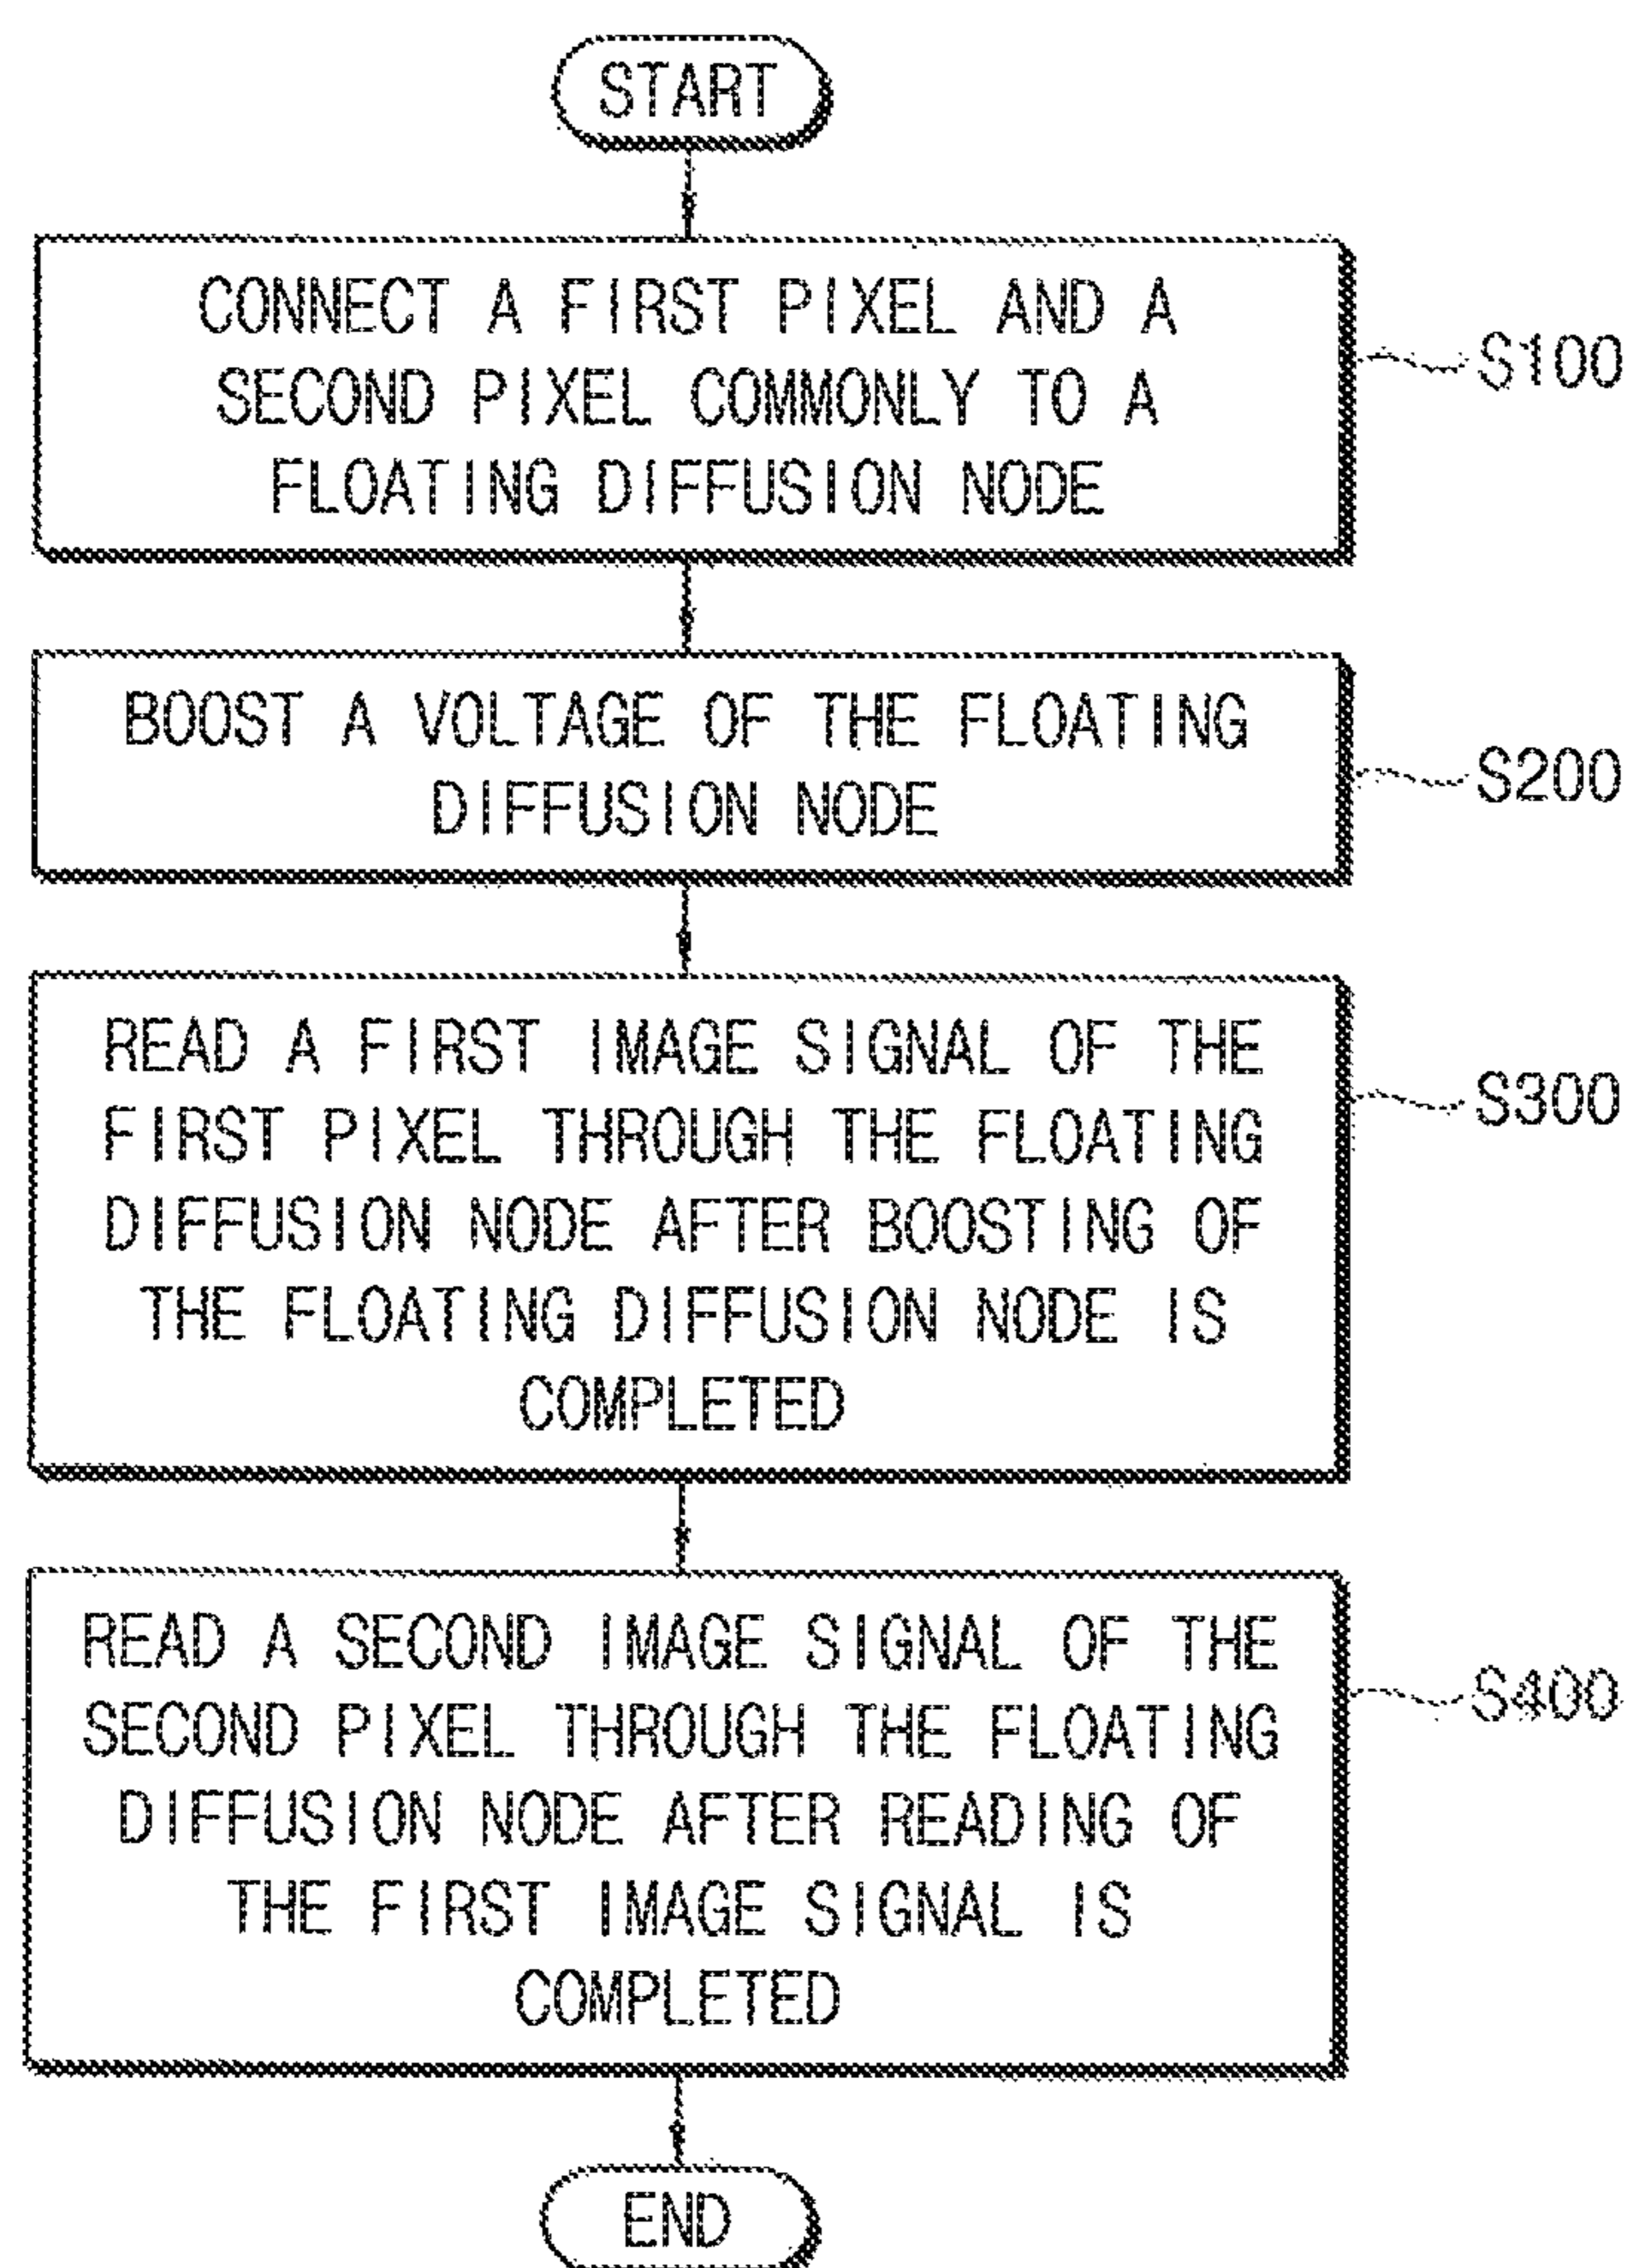 START
CONNECT A FIRST PIXEL AND A
SECOND PIXEL COMMONLY TO A
FLOATING DIFFUSION NODE
S100
BOOST A VOLTAGE OF THE FLOATING
DIFFUSION NODE
S200
READ A FIRST IMAGE SIGNAL OF THE
FIRST PIXEL THROUGH THE FLOATING
DIFFUSION NODE AFTER BOOSTING OF
THE FLOATING DIFFUSION NODE IS
COMPLETED
S300
READ A SECOND IMAGE SIGNAL OF THE
SECOND PIXEL THROUGH THE FLOATING
DIFFUSION NODE AFTER READING OF
THE FIRST IMAGE SIGNAL IS
COMPLETED
S400
END